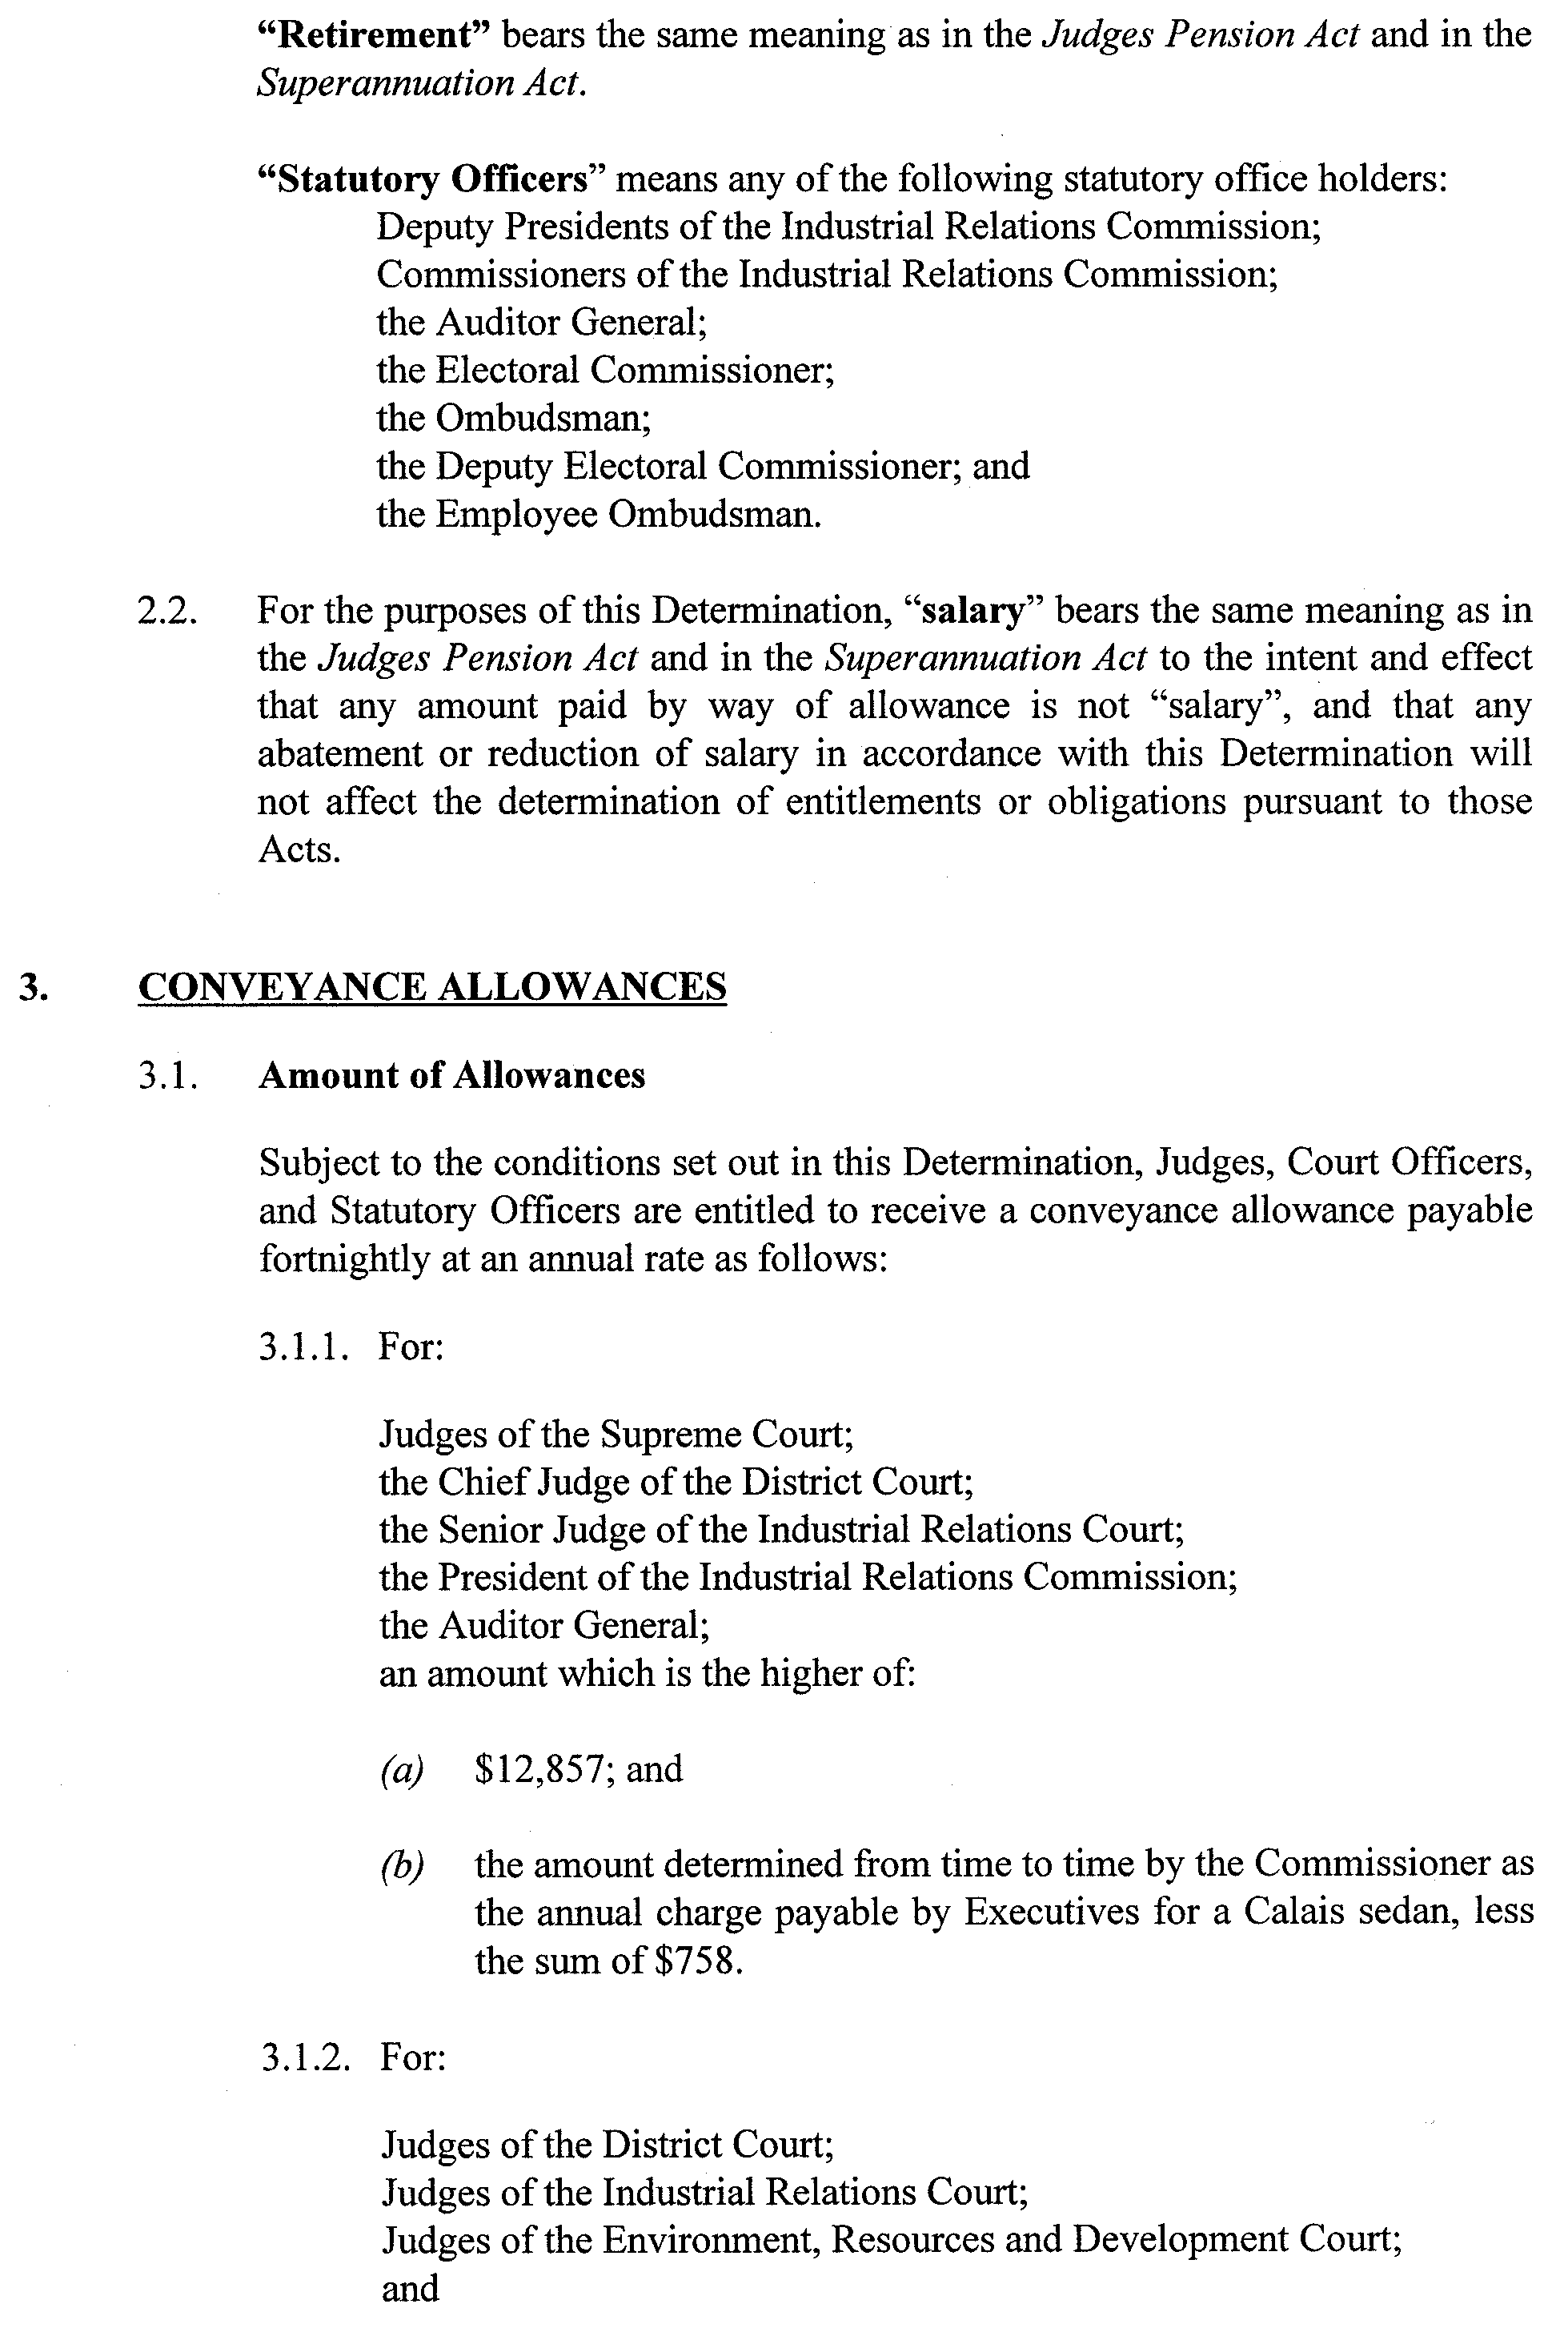 “Retirement” bears the same meaning as in the Judges Pension Act and in the
Superannuation Act.
“Statutory Officers” means any of the following statutory office holders:
Deputy Presidents of the Industrial Relations Commission;
Commissioners of the Industrial Relations Commission;
the Auditor General;
the Electoral Commissioner;
the Ombudsman;
the Deputy Electoral Commissioner; and
the Employee Ombudsman.
2.2. For the purposes of this Determination, “salary” bears the same meaning as in
the Judges Pension Act and in the Superannuation Act to the intent and effect
that any amount paid by way of allowance is not “salary”, and that any
abatement or reduction of salary in accordance with this Determination will
not affect the determination of entitlements or obligations pursuant to those
Acts.
3. CONVEYANCE ALLOWANCES
3.1. Amount of Allowances
Subject to the conditions set out in this Determination, Judges, Court Officers,
and Statutory Officers are entitled to receive a conveyance allowance payable
fortnightly at an annual rate as follows:
3.1.1. For:
Judges of the Supreme Court;
the Chief Judge of the District Court;
the Senior Judge of the Industrial Relations Court;
the President of the Industrial Relations Commission;
the Auditor General;
an amount which is the higher of:
(a) $12,857; and
(b) the amount determined from time to time by the Commissioner as
the annual charge payable by Executives for a Calais sedan, less
the sum of $758.
3.1.2. For:
Judges of the District Court;
Judges of the Industrial Relations Court;
Judges of the Environment, Resources and Development Court;
and